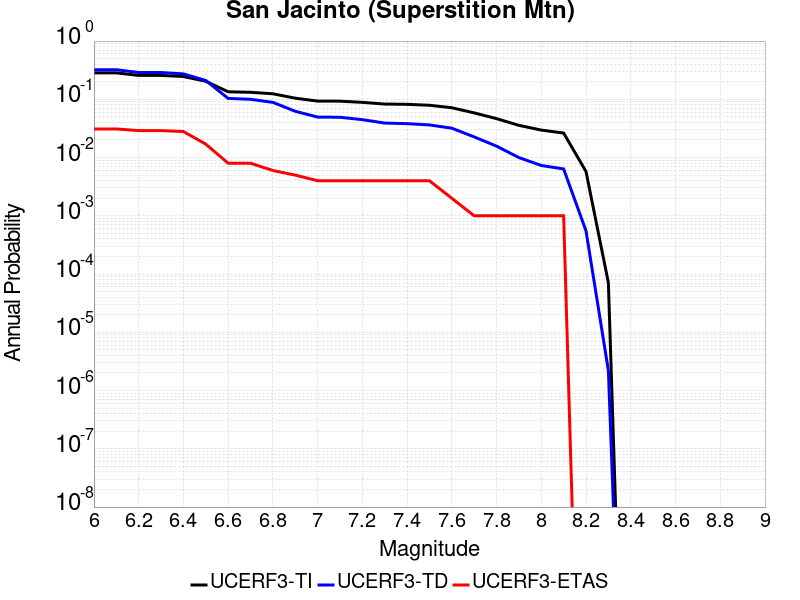 San Jacinto (Superstition Mtn)
10^0
10^-1
10^-2
10^-3
10^-4
10^-5
10^-6
10^-7
10^-8
Annual Probability
6 6.2 6.4 6.6 6.8 7 7.2 7.4 7.6 7.8 8 8.2 8.4 8.6 8.8 9
Magnitude
UCERF3-TI UCERF3-TD UCERF3-ETAS